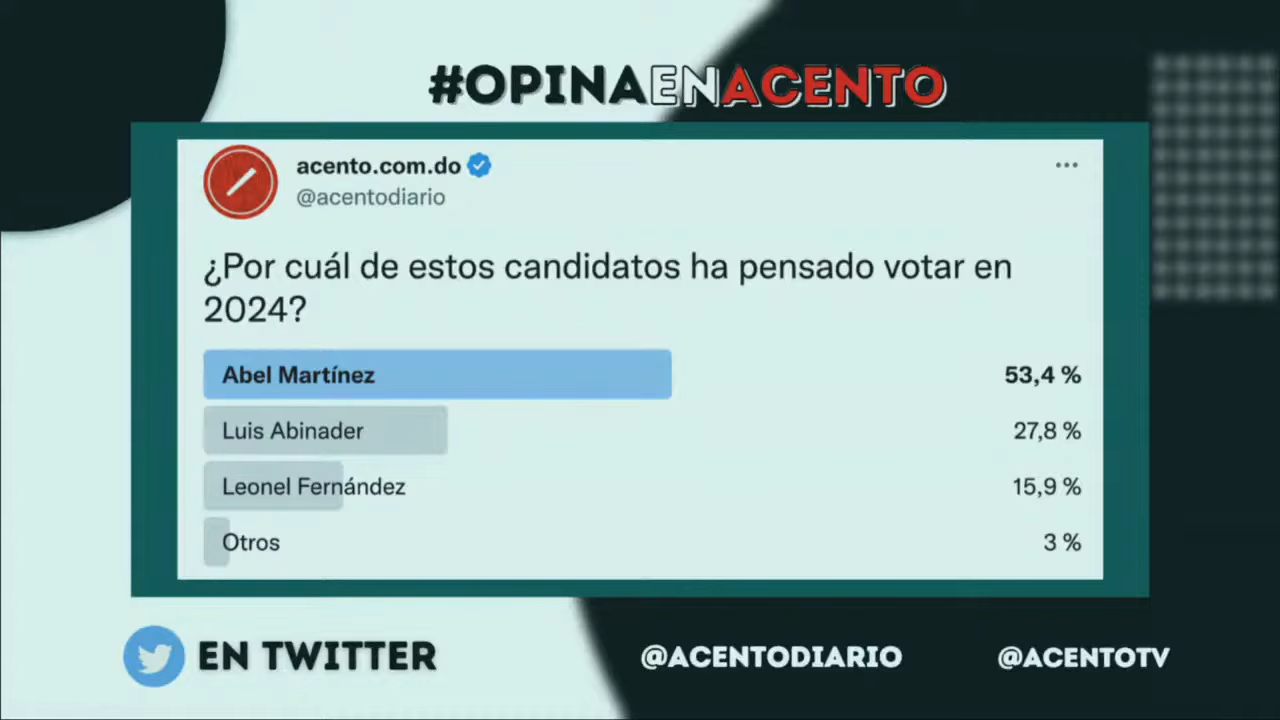 #OPINAENACENTO
acento.com.do
@acentodiario
¿Por cuál de estos candidatos ha pensado votar en
2024?
Abel Martínez 53,4 %
Luis Abinader 27,8 %
Leonel Fernández 15,9 %
Otros 3 %
EN TWITTER @ACENTODIARIO @ACENTOTV